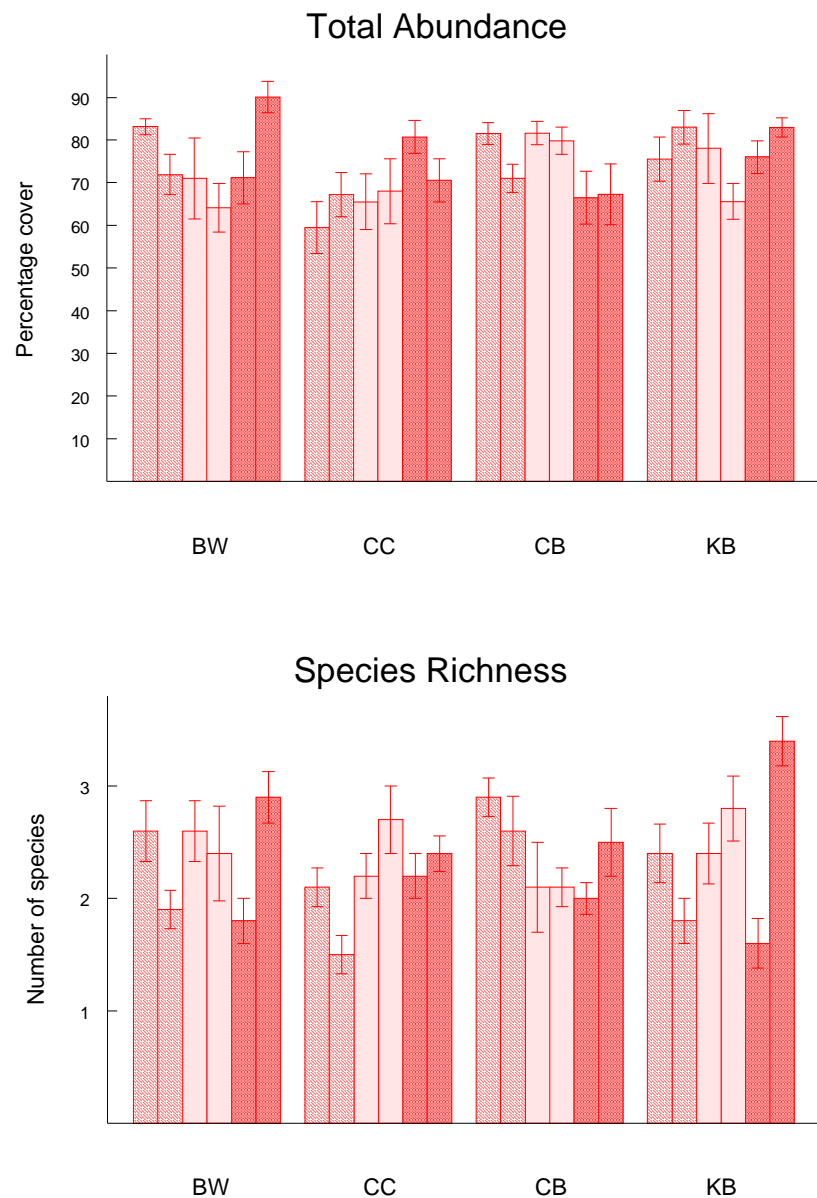 Total Abundance
Percentage cover
90
80
70
60
50
40
30
20
10
BW CC CB KB
Species Richness
Number of species
3
2
1
BW CC CB KB